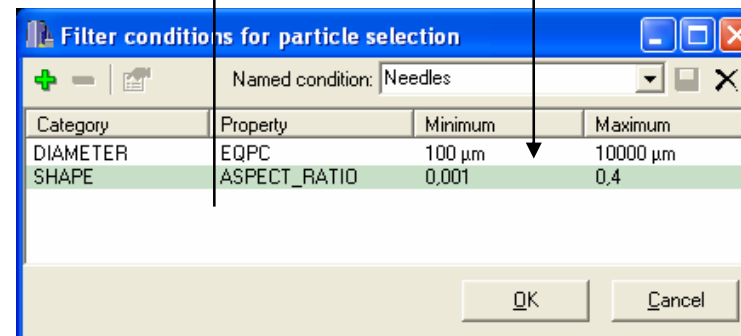 Filter conditions for particle selection
Named condition: Needles
Category Property Minimum Maximum
DIAMETER EQPC 100 µm 10000 µm
SHAPE ASPECT_RATIO 0,001 0,4
OK Cancel